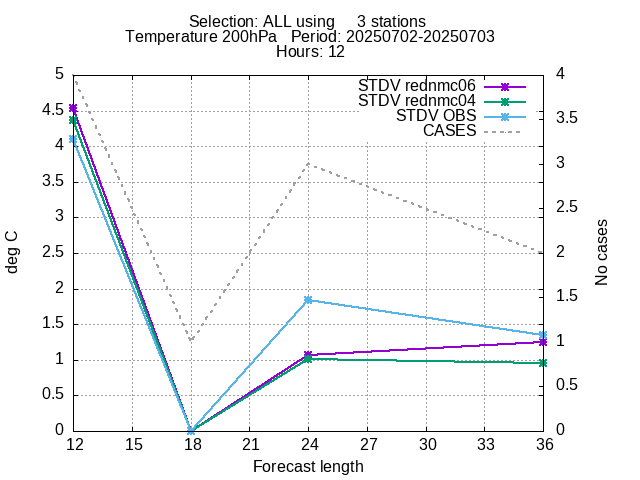 Selection: ALL using     3 stations
Temperature 200hPa   Period: 20250702-20250703
Hours: 12
STDV rednmc06
STDV rednmc04
STDV OBS
CASES
5
4.5
4
3.5
3
2.5
2
1.5
1
0.5
0
deg C
4
3.5
3
2.5
2
1.5
1
0.5
0
No cases
12 15 18 21 24 27 30 33 36
Forecast length